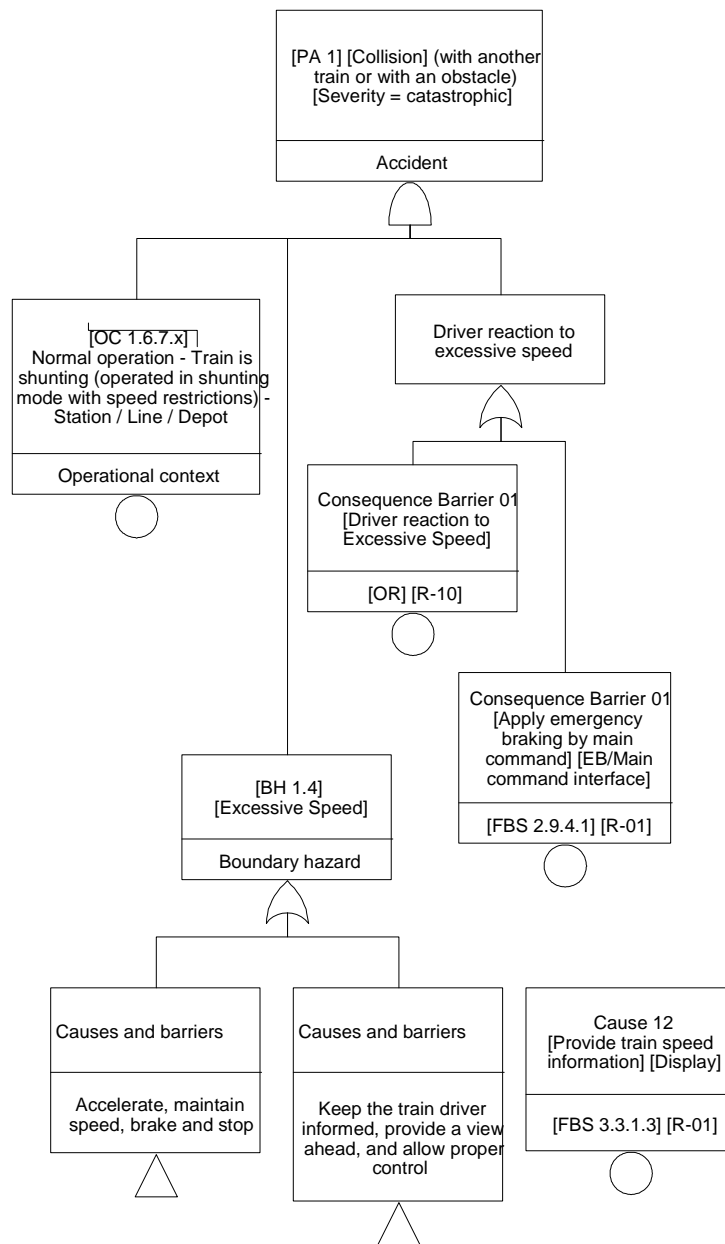 [PA 1] [Collision] (with another
train or with an obstacle)
[Severity = catastrophic]
Accident
[OC 1.6.7.x]
Normal operation - Train is
shunting (operated in shunting
mode with speed restrictions) -
Station / Line / Depot
Operational context
Driver reaction to
excessive speed
Consequence Barrier 01
[Driver reaction to
Excessive Speed]
[OR] [R-10]
Consequence Barrier 01
[Apply emergency
braking by main
command] [EB/Main
command interface]
[FBS 2.9.4.1] [R-01]
[BH 1.4]
[Excessive Speed]
Boundary hazard
Causes and barriers
Accelerate, maintain
speed, brake and stop
Causes and barriers
Keep the train driver
informed, provide a view
ahead, and allow proper
control
Cause 12
[Provide train speed
information] [Display]
[FBS 3.3.1.3] [R-01]